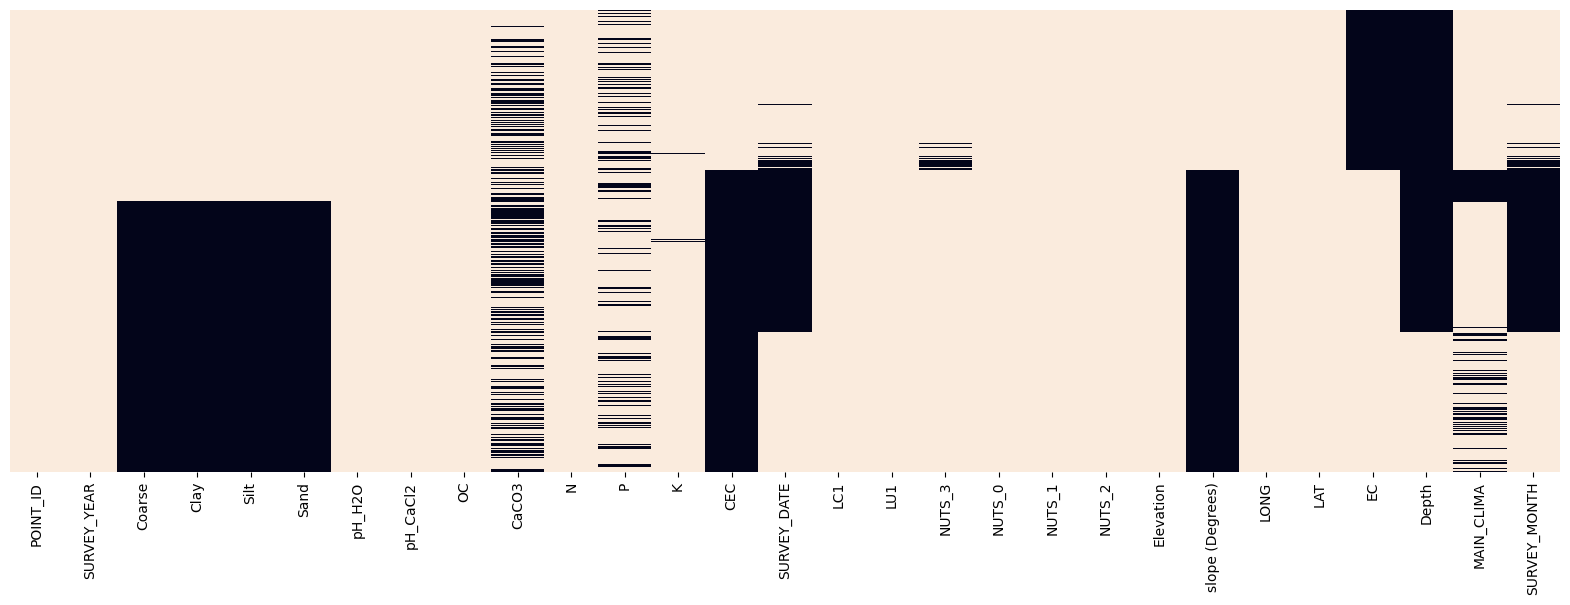 POINT_ID
SURVEY_YEAR
Coarse
Clay
Silt
Sand
pH_H2O
pH_CaCl2
OC
CaCO3
N
P
K
CEC
SURVEY_DATE
LC1
LU1
NUTS_3
NUTS_0
NUTS_1
NUTS_2
Elevation
slope (Degrees)
LONG
LAT
EC
Depth
MAIN_CLIMA
SURVEY_MONTH